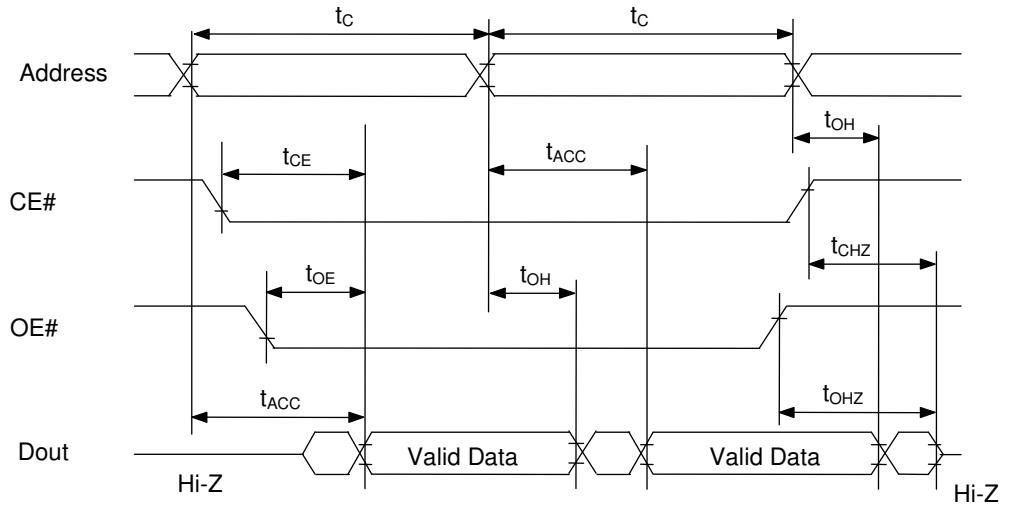 tC tC
Address
tOH
tCE tACC
CE#
tCHZ
tOE tOH
OE#
tACC tOHZ
Dout Valid Data Valid Data
Hi-Z Hi-Z